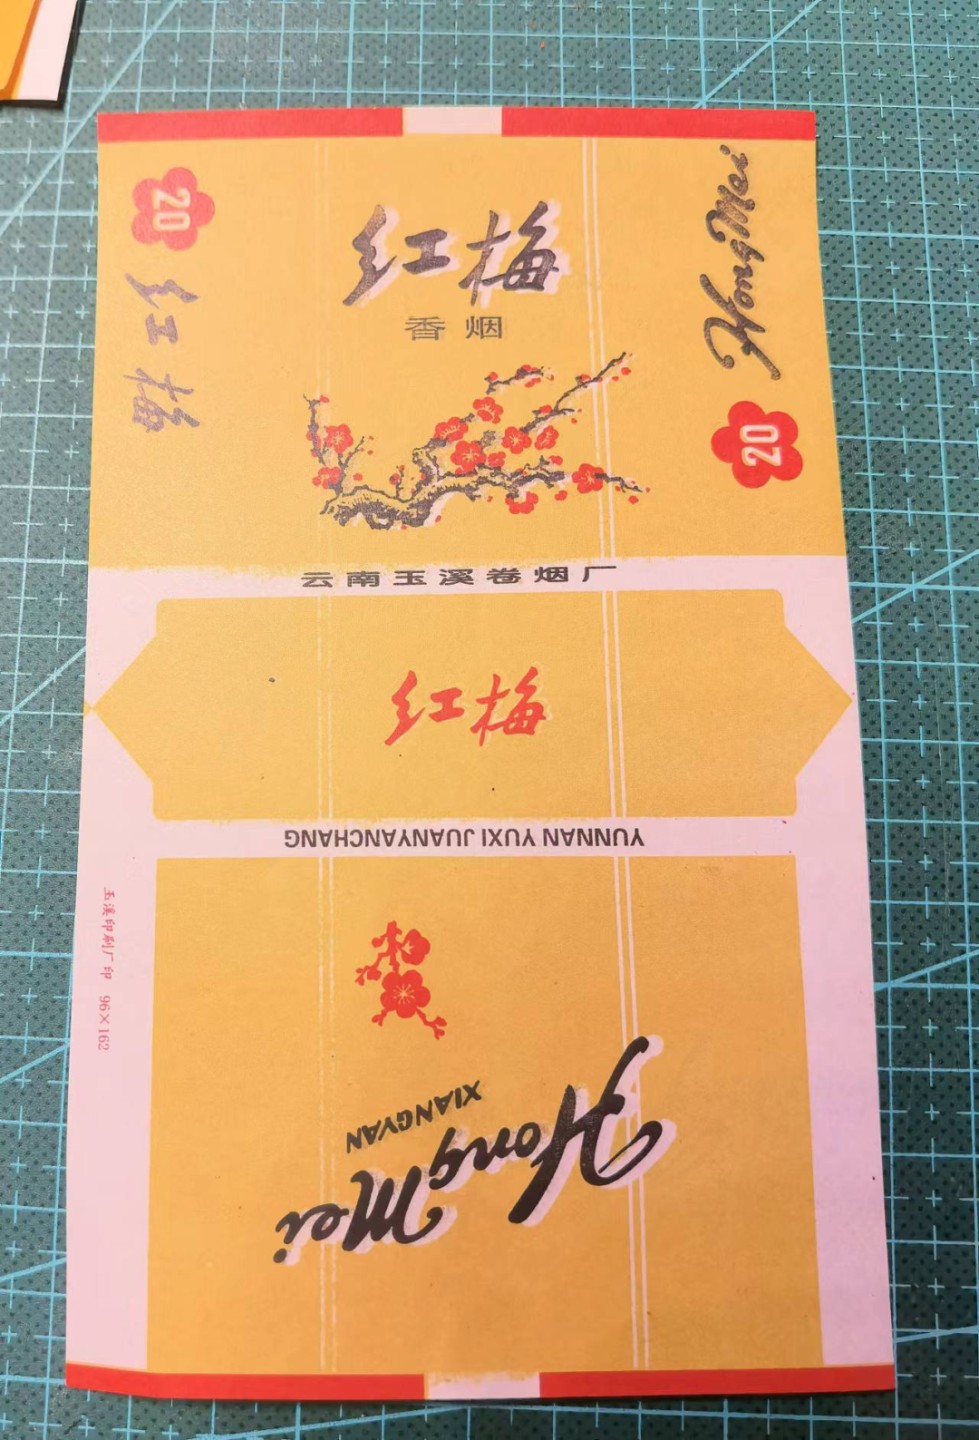 20
红梅
红梅
香烟
HongMei
20
云南玉溪卷烟厂
红梅
YUNNAN YUXI JUANYANCHANG
玉溪印刷厂印 96×162
XIANGYAN
HongMei